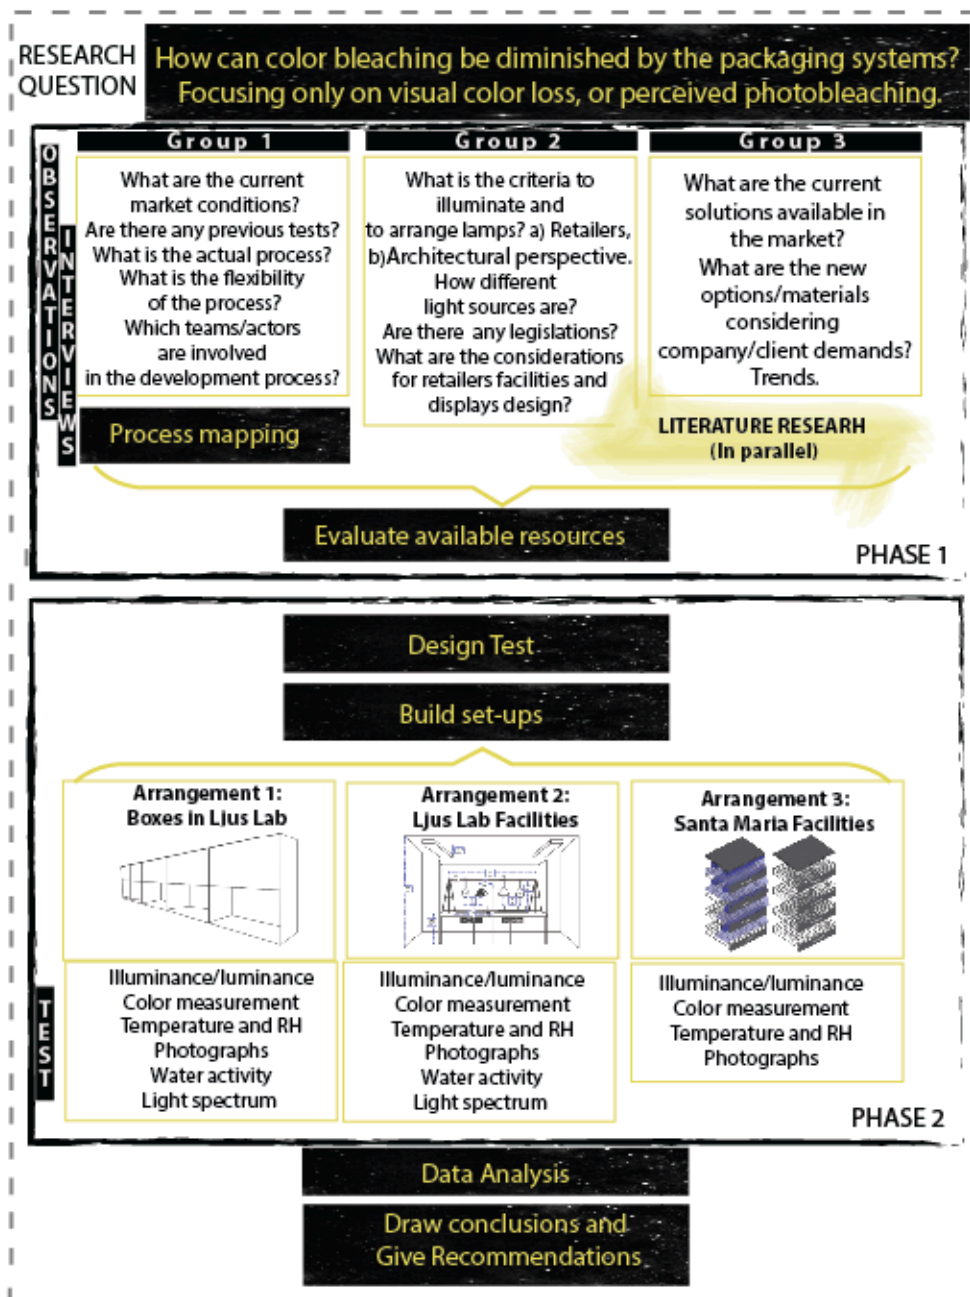 RESEARCH
QUESTION
How can color bleaching be diminished by the packaging systems?
Focusing only on visual color loss, or perceived photobleaching.
OBSERVATIONS
INTERVIEWS
Group 1
What are the current
market conditions?
Are there any previous tests?
What is the actual process?
What is the flexibility
of the process?
Which teams/actors
are involved
in the development process?
Process mapping
Group 2
What is the criteria to
illuminate and
to arrange lamps? a) Retailers,
b)Architectural perspective.
How different
light sources are?
Are there any legislations?
What are the considerations
for retailers facilities and
displays design?
Group 3
What are the current
solutions available in
the market?
What are the new
options/materials
considering
company/client demands?
Trends.
LITERATURE RESEARH
(In parallel)
Evaluate available resources
PHASE 1
Design Test
Build set-ups
TEST
Arrangement 1:
Boxes in Ljus Lab
Illuminance/luminance
Color measurement
Temperature and RH
Photographs
Water activity
Light spectrum
Arrangement 2:
Ljus Lab Facilities
Illuminance/luminance
Color measurement
Temperature and RH
Photographs
Water activity
Light spectrum
Arrangement 3:
Santa Maria Facilities
Illuminance/luminance
Color measurement
Temperature and RH
Photographs
PHASE 2
Data Analysis
Draw conclusions and
Give Recommendations